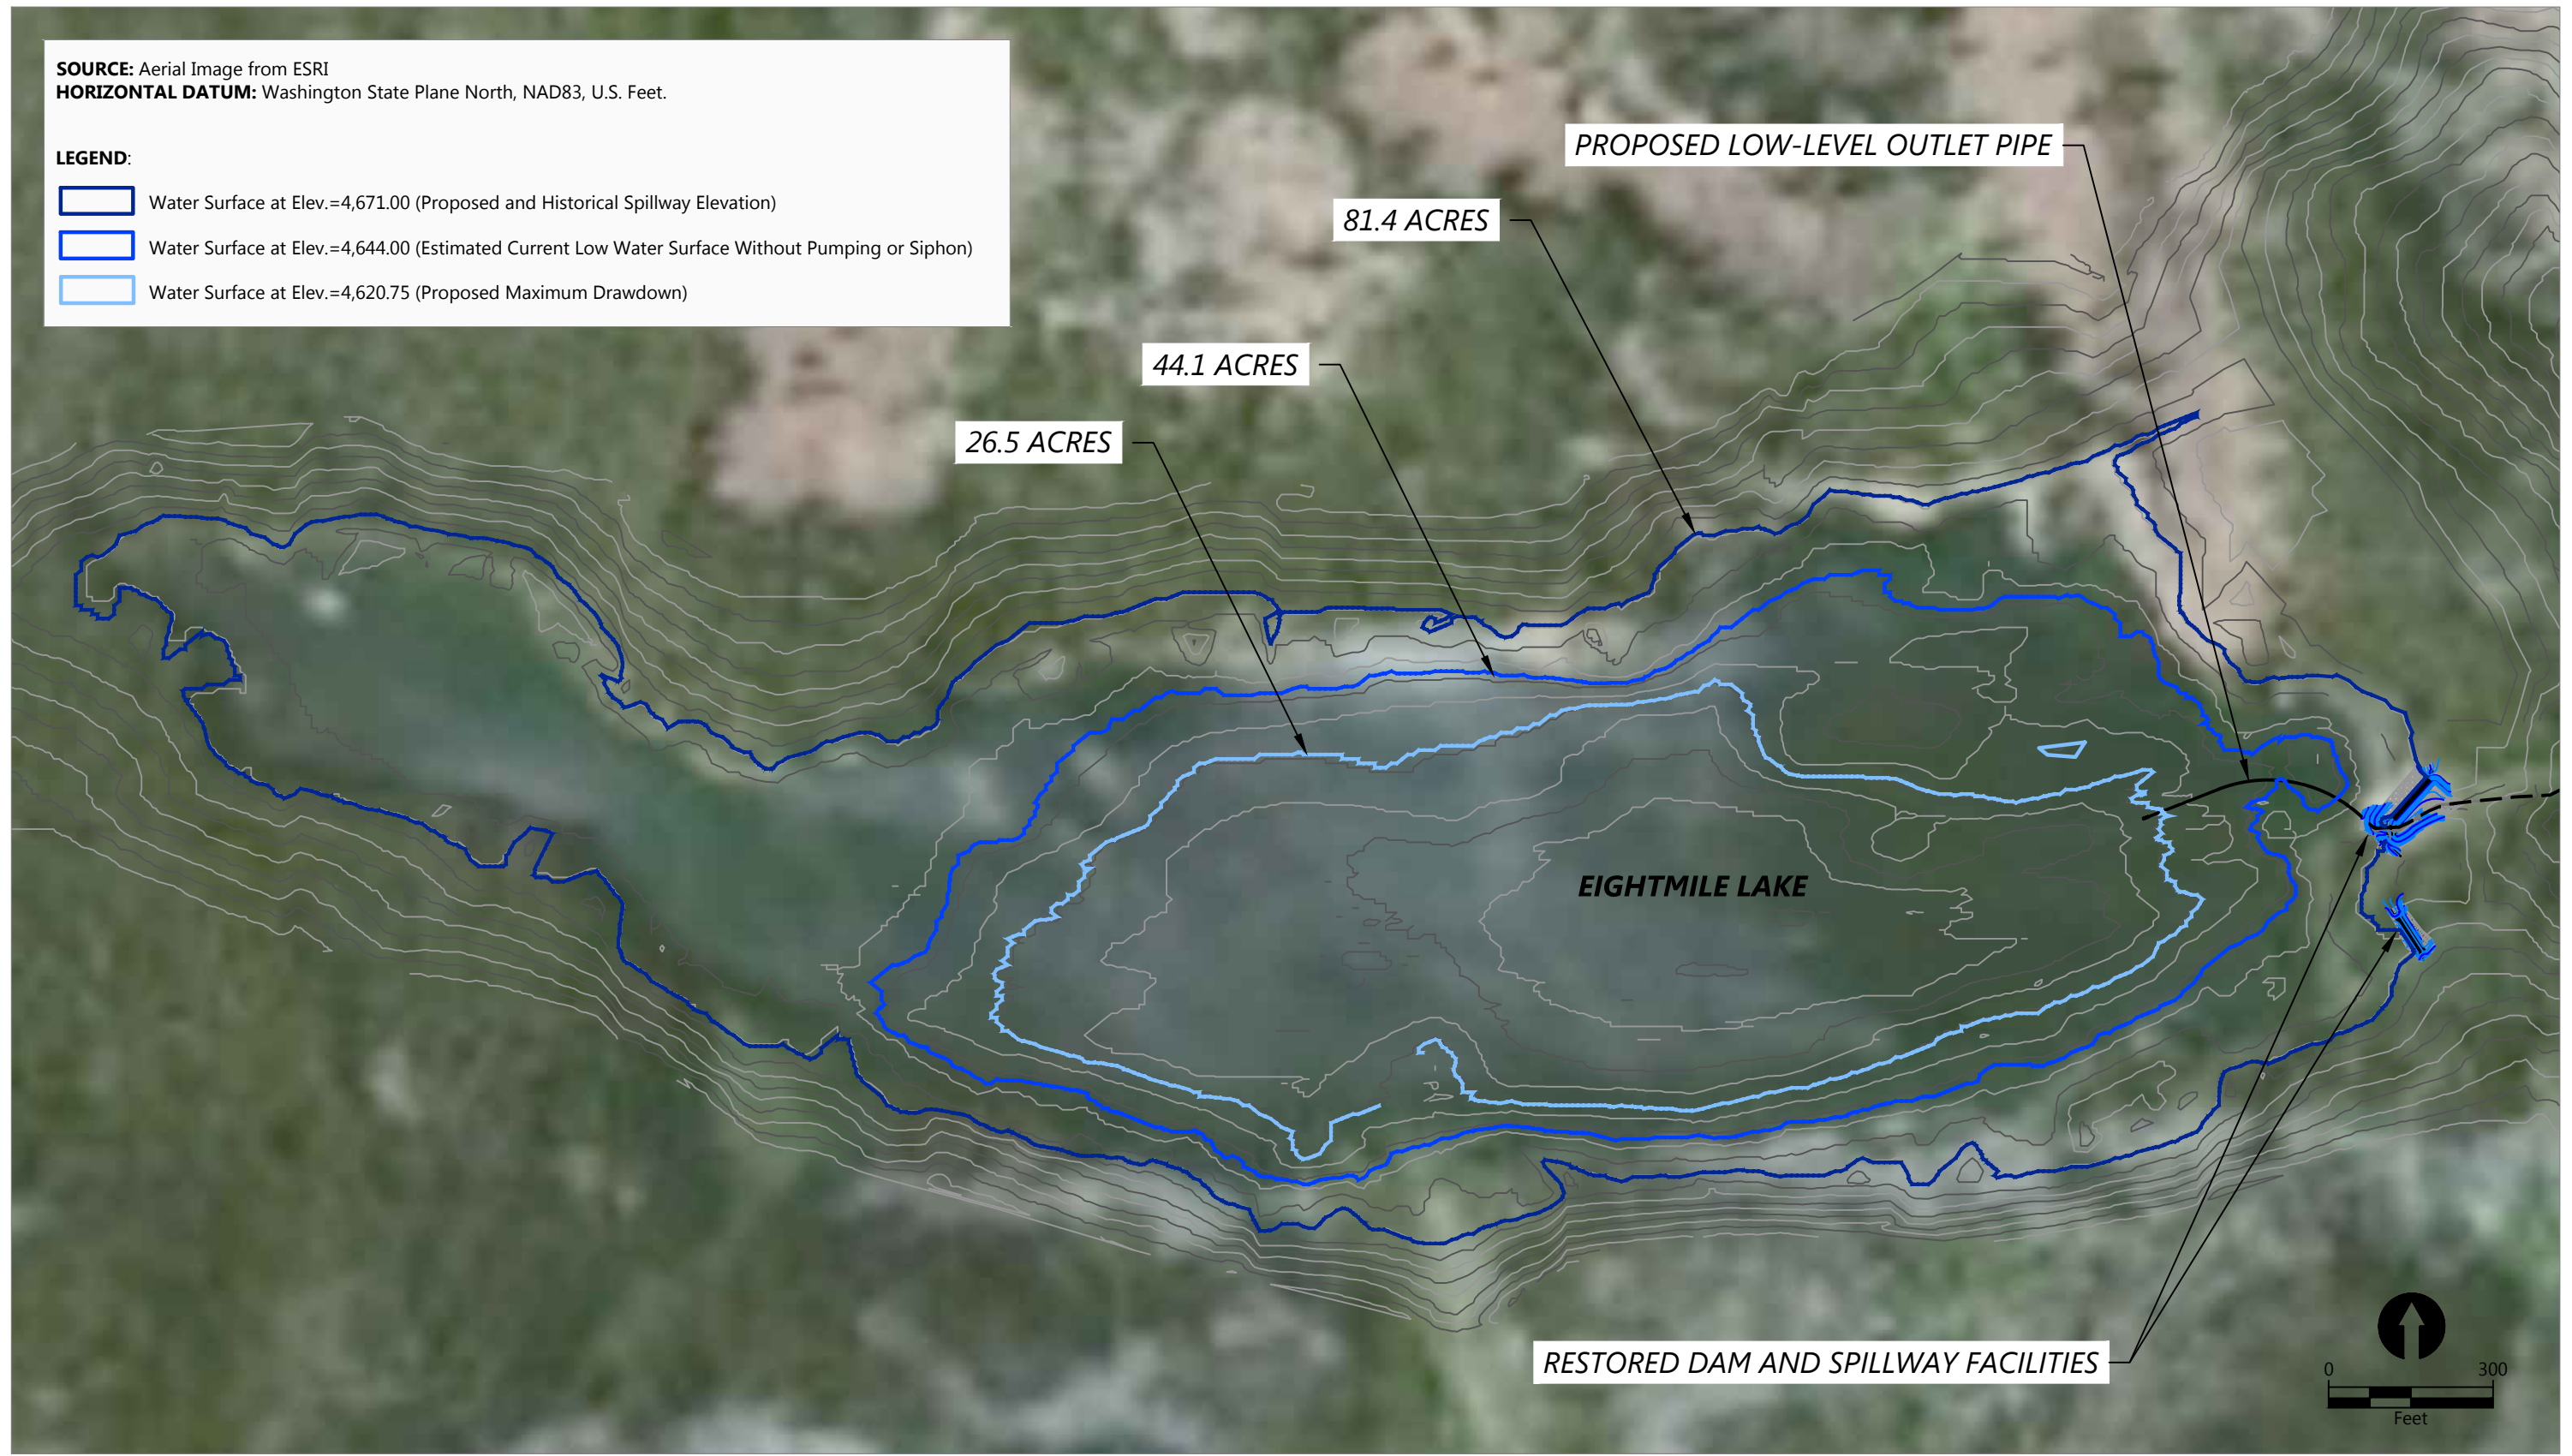 SOURCE: Aerial Image from ESRI
HORIZONTAL DATUM: Washington State Plane North, NAD83, U.S. Feet.
LEGEND:
Water Surface at Elev.=4,671.00 (Proposed and Historical Spillway Elevation)
Water Surface at Elev.=4,644.00 (Estimated Current Low Water Surface Without Pumping or Siphon)
Water Surface at Elev.=4,620.75 (Proposed Maximum Drawdown)
PROPOSED LOW-LEVEL OUTLET PIPE
81.4 ACRES
44.1 ACRES
26.5 ACRES
EIGHTMILE LAKE
RESTORED DAM AND SPILLWAY FACILITIES
0 300
Feet